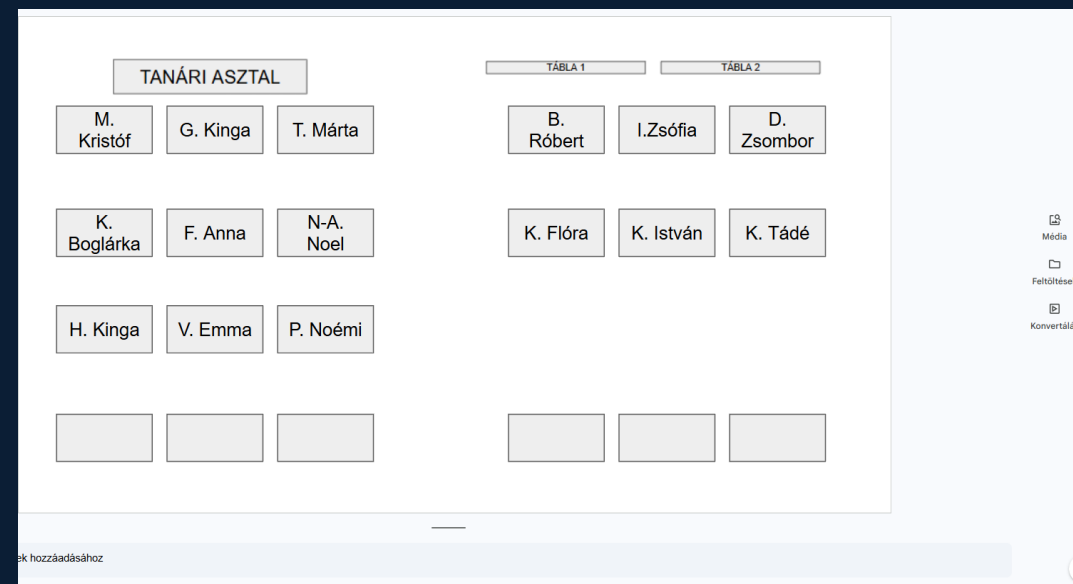 TANÁRI ASZTAL
TÁBLA 1
TÁBLA 2
M.
Kristóf
G. Kinga
T. Márta
B.
Róbert
I.Zsófia
D.
Zsombor
K.
Boglárka
F. Anna
N-A.
Noel
K. Flóra
K. István
K. Tádé
H. Kinga
V. Emma
P. Noémi
Média
Feltöltése
Konvertálá
ek hozzáadásához